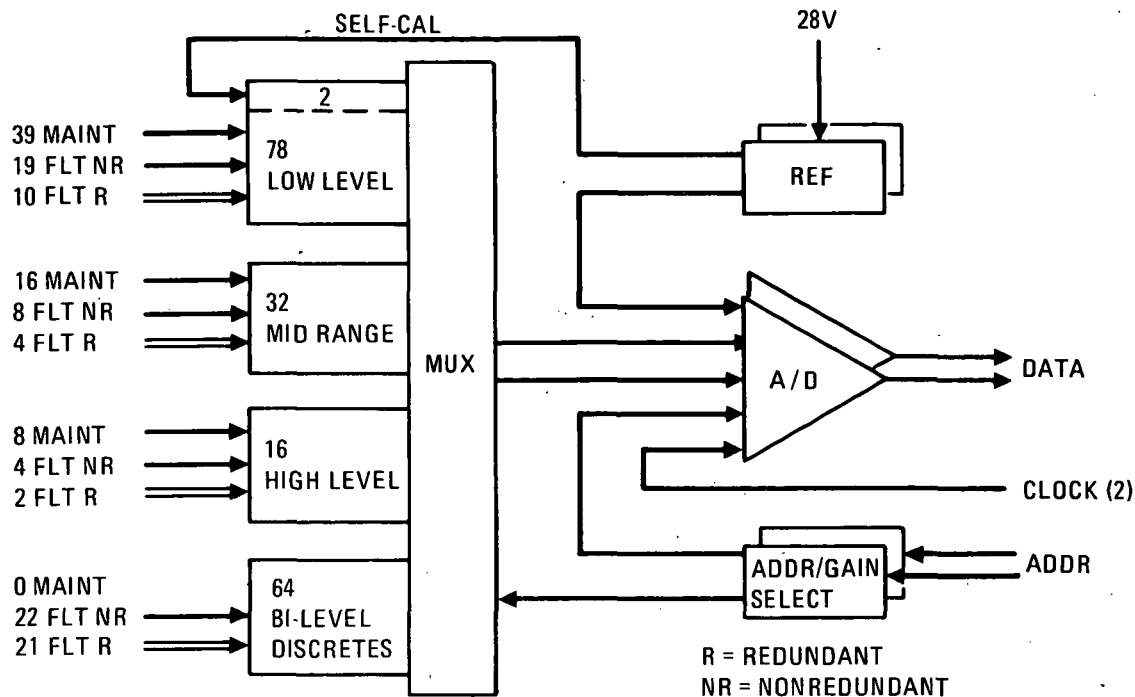 SELF-CAL
28V
2
39 MAINT
19 FLT NR
10 FLT R
78
LOW LEVEL
REF
16 MAINT
8 FLT NR
4 FLT R
32
MID RANGE
MUX
A/D
DATA
8 MAINT
4 FLT NR
2 FLT R
16
HIGH LEVEL
CLOCK (2)
0 MAINT
22 FLT NR
21 FLT R
64
BI-LEVEL
DISCRETES
ADDR/GAIN
SELECT
ADDR
R = REDUNDANT
NR = NONREDUNDANT